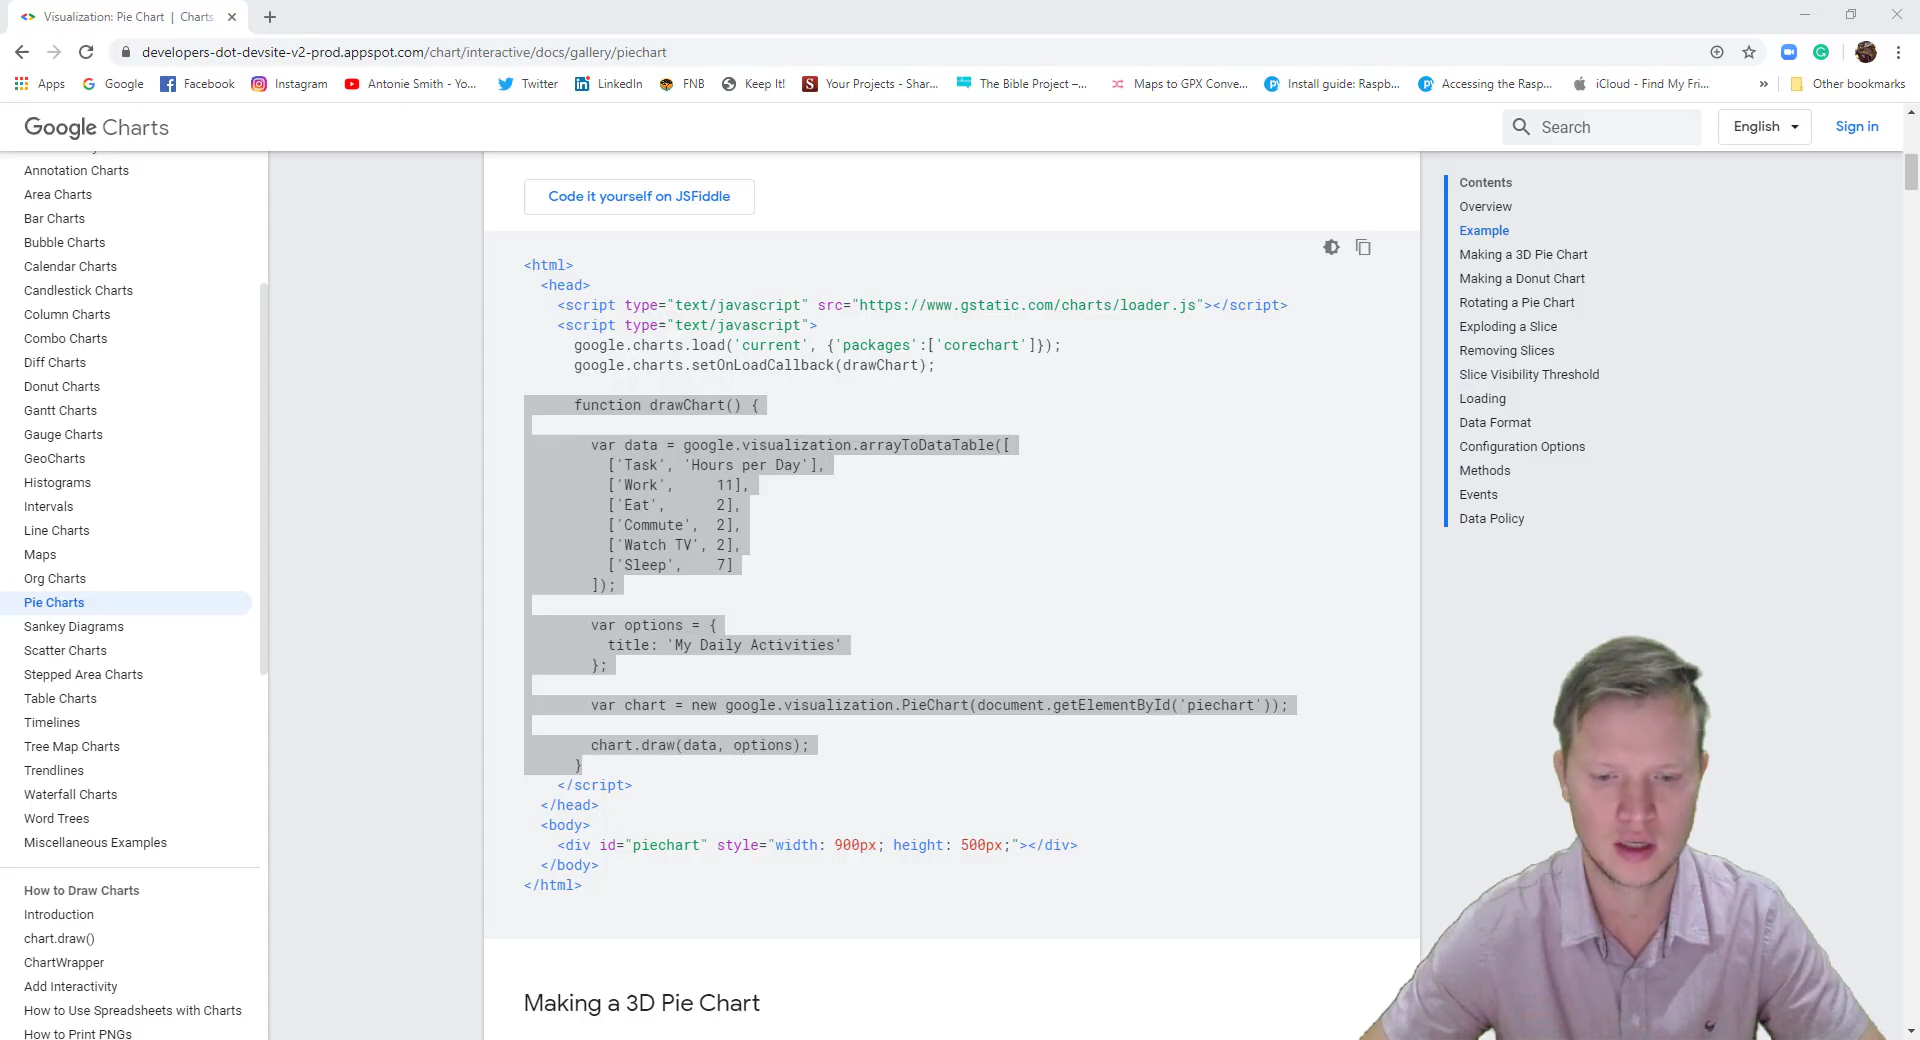 Visualization: Pie Chart | Charts
developers-dot-devsite-v2-prod.appspot.com/chart/interactive/docs/gallery/piechart
Apps
Google
Facebook
Instagram
Antonie Smith - Yo...
Twitter
LinkedIn
FNB
Keep It!
Your Projects - Shar...
The Bible Project –...
Maps to GPX Conve...
Install guide: Raspb...
Accessing the Rasp...
iCloud - Find My Fri...
»
Other bookmarks
Google Charts
Search
English
Sign in
Annotation Charts
Area Charts
Bar Charts
Bubble Charts
Calendar Charts
Candlestick Charts
Column Charts
Combo Charts
Diff Charts
Donut Charts
Gantt Charts
Gauge Charts
GeoCharts
Histograms
Intervals
Line Charts
Maps
Org Charts
Pie Charts
Sankey Diagrams
Scatter Charts
Stepped Area Charts
Table Charts
Timelines
Tree Map Charts
Trendlines
Waterfall Charts
Word Trees
Miscellaneous Examples
How to Draw Charts
Introduction
chart.draw()
ChartWrapper
Add Interactivity
How to Use Spreadsheets with Charts
How to Print PNGs
Code it yourself on JSFiddle
<html>
<head>
<script type="text/javascript" src="https://www.gstatic.com/charts/loader.js"></script>
<script type="text/javascript">
google.charts.load('current', {'packages':['corechart']});
google.charts.setOnLoadCallback(drawChart);
function drawChart() {
var data = google.visualization.arrayToDataTable([
['Task', 'Hours per Day'],
['Work',     11],
['Eat',      2],
['Commute',  2],
['Watch TV', 2],
['Sleep',    7]
]);
var options = {
title: 'My Daily Activities'
};
var chart = new google.visualization.PieChart(document.getElementById('piechart'));
chart.draw(data, options);
}
</script>
</head>
<body>
<div id="piechart" style="width: 900px; height: 500px;"></div>
</body>
</html>
Making a 3D Pie Chart
Contents
Overview
Example
Making a 3D Pie Chart
Making a Donut Chart
Rotating a Pie Chart
Exploding a Slice
Removing Slices
Slice Visibility Threshold
Loading
Data Format
Configuration Options
Methods
Events
Data Policy